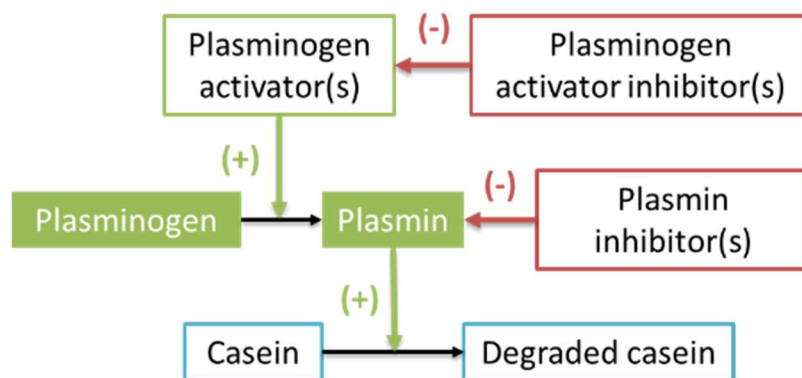 Plasminogen
activator(s)
(-)
Plasminogen
activator inhibitor(s)
(+)
Plasminogen
Plasmin
(-)
Plasmin
inhibitor(s)
(+)
Casein
Degraded casein